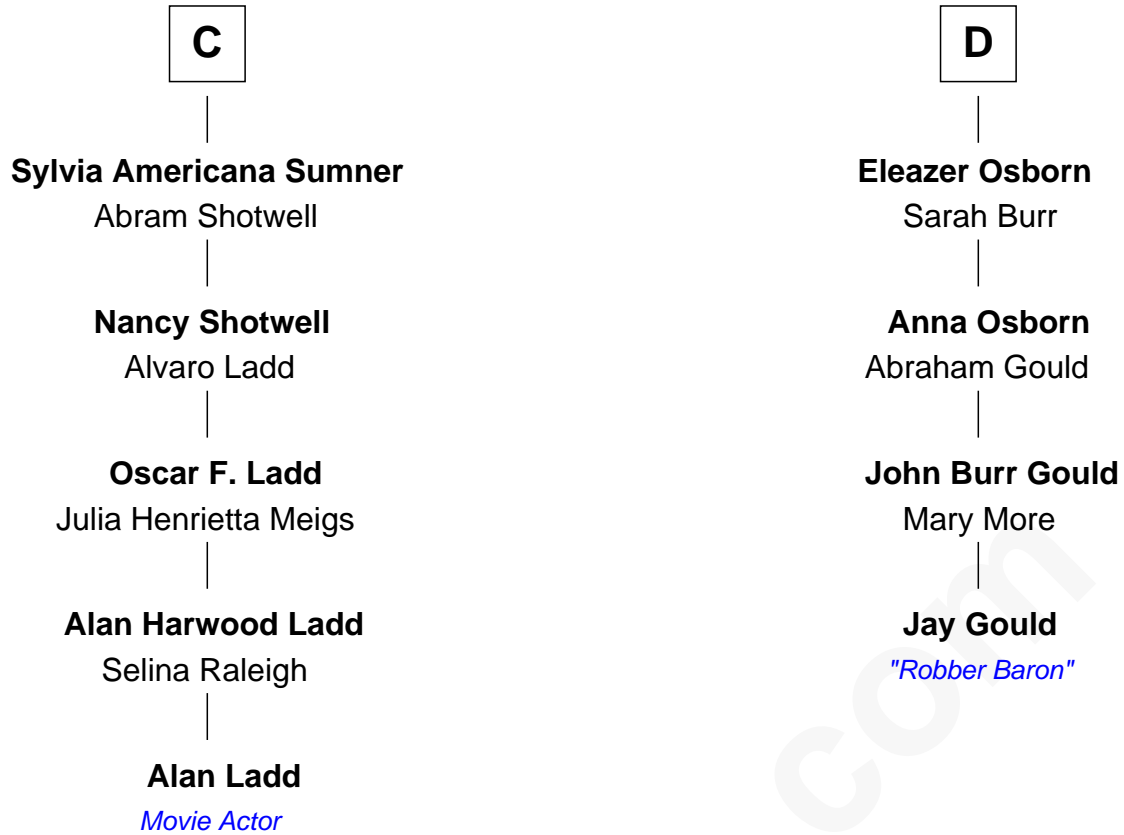 C
Sylvia Americana Sumner
Abram Shotwell
Nancy Shotwell
Alvaro Ladd
Oscar F. Ladd
Julia Henrietta Meigs
Alan Harwood Ladd
Selina Raleigh
Alan Ladd
Movie Actor
D
Eleazer Osborn
Sarah Burr
Anna Osborn
Abraham Gould
John Burr Gould
Mary More
Jay Gould
"Robber Baron"
com